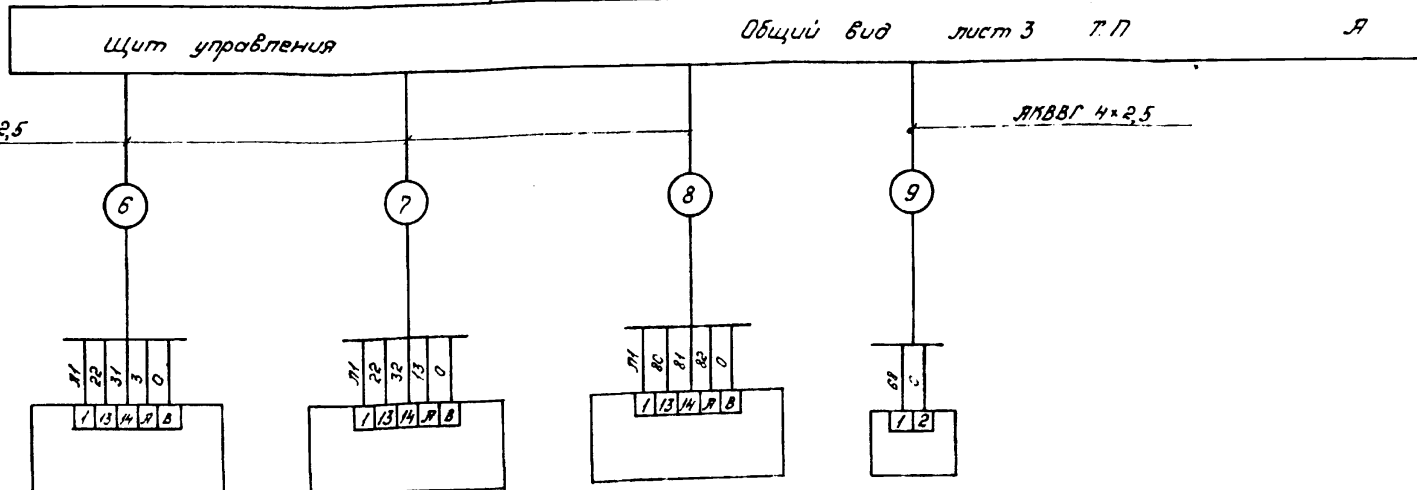 Щит управления Общий вид лист 3 Т.П А
2,5 АКВВГ 4×2,5
6 7 8 9
Л1 22 31 3 0 Л1 22 32 13 0 Л1 80 81 82 0 68
1 13 14 А В 1 13 14 А В 1 13 14 А В 1 2